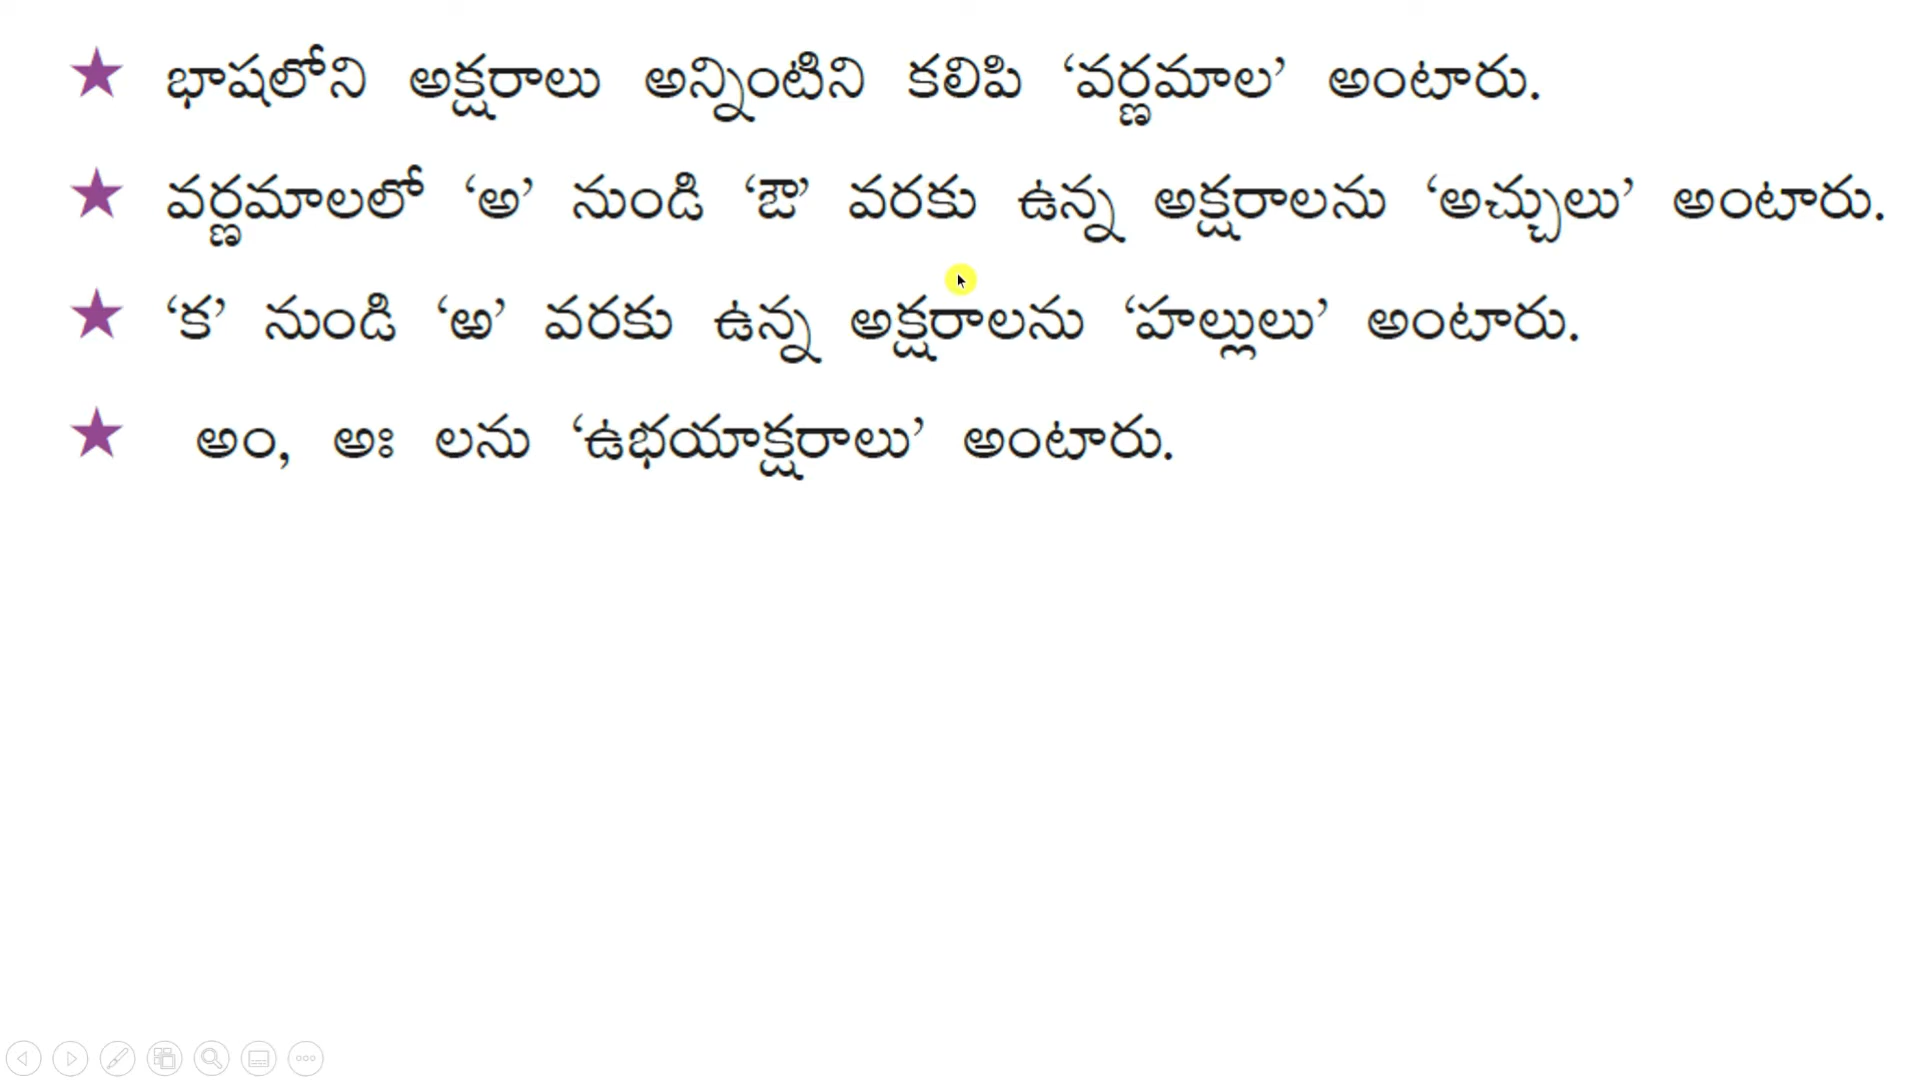 ★ భాషలోని అక్షరాలు అన్నింటిని కలిపి ‘వర్ణమాల’ అంటారు.
★ వర్ణమాలలో ‘అ’ నుండి ‘ఔ’ వరకు ఉన్న అక్షరాలను ‘అచ్చులు’ అంటారు.
★ ‘క’ నుండి ‘ఱ’ వరకు ఉన్న అక్షరాలను ‘హల్లులు’ అంటారు.
★ అం, అః లను ‘ఉభయాక్షరాలు’ అంటారు.